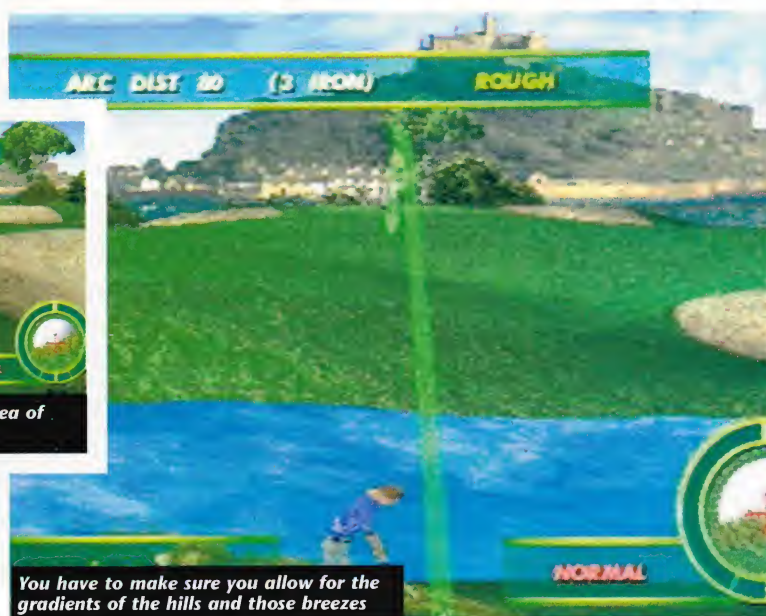 ARC DIST (3 IRON) ROUGH
ea of
NORMAL
You have to make sure you allow for the
gradients of the hills and those breezes